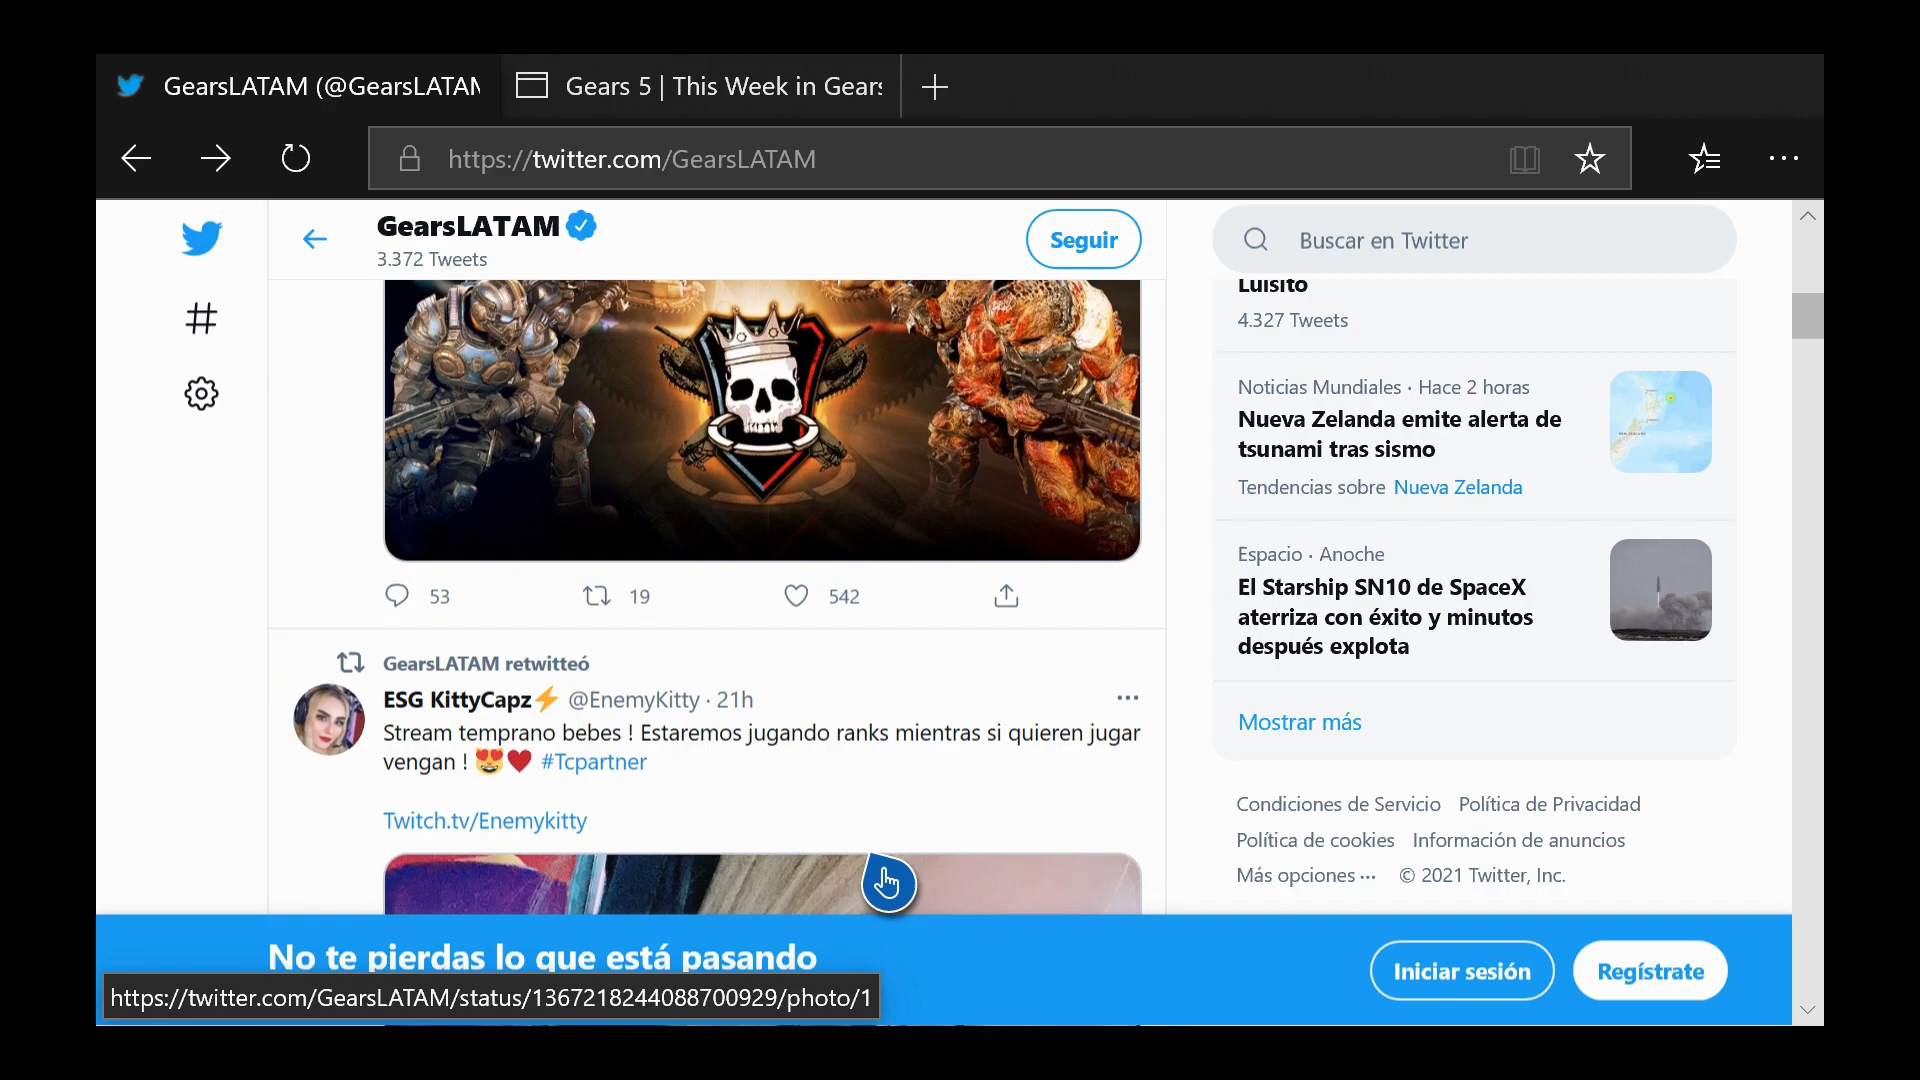 GearsLATAM (@GearsLATAM
Gears 5 | This Week in Gears
https://twitter.com/GearsLATAM
GearsLATAM
3.372 Tweets
Seguir
53
19
542
GearsLATAM retwitteó
ESG KittyCapz⚡ @EnemyKitty · 21h
Stream temprano bebes ! Estaremos jugando ranks mientras si quieren jugar
vengan ! 😻♥️ #Tcpartner
Twitch.tv/Enemykitty
Buscar en Twitter
Luisito
4.327 Tweets
Noticias Mundiales · Hace 2 horas
Nueva Zelanda emite alerta de
tsunami tras sismo
Tendencias sobre Nueva Zelanda
Espacio · Anoche
El Starship SN10 de SpaceX
aterriza con éxito y minutos
después explota
Mostrar más
Condiciones de Servicio Política de Privacidad
Política de cookies Información de anuncios
Más opciones ··· © 2021 Twitter, Inc.
No te pierdas lo que está pasando
Iniciar sesión
Regístrate
https://twitter.com/GearsLATAM/status/1367218244088700929/photo/1